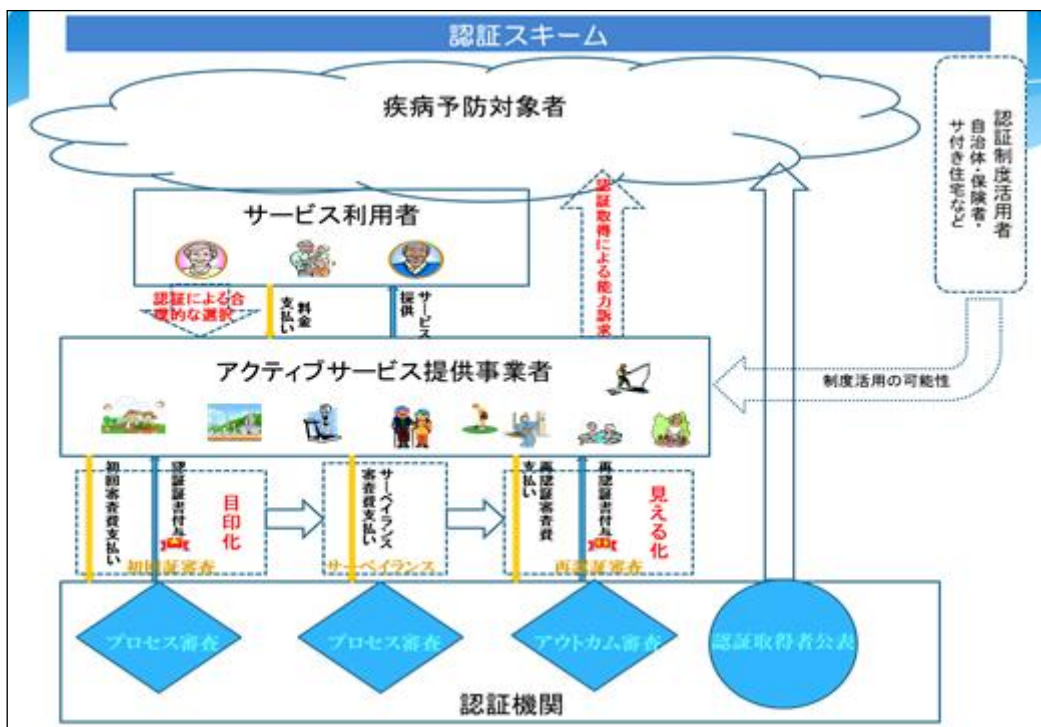 認証スキーム
疾病予防対象者
認証制度活用者
自治体・保険者・
サ付き住宅など
サービス利用者
認証による合
理的な選択
料金
支払い
サービス
提供
認証取得による能力訴求
アクティブサービス提供事業者
制度活用の可能性
初回審査費支払い
認証証書付与
目印化
初回認証審査
サーベイランス
審査費支払い
サーベイランス
再認証審査費
支払い
再認証書付与
見える化
再認証審査
プロセス審査
プロセス審査
アウトカム審査
認証取得者公表
認証機関